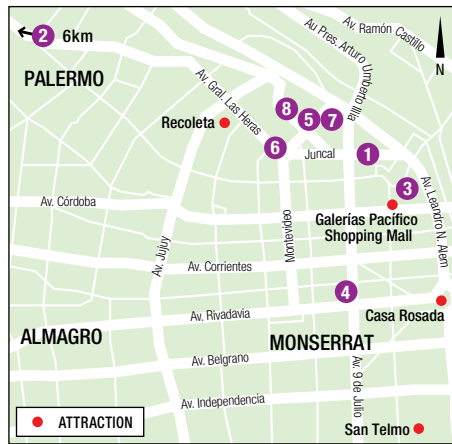 2 6km
Av. Ramón Castillo
Au Pres. Arturo Umberto Illia
N
PALERMO
Av. Gral. Las Heras
8
5
7
Recoleta
6
Juncal
1
3
Av. Leandro N. Alem
Av. Córdoba
Galerías Pacífico
Shopping Mall
Montevideo
Av. Jujuy
Av. Corrientes
4
Casa Rosada
Av. Rivadavia
ALMAGRO
MONSERRAT
Av. Belgrano
Av. 9 de Julio
Av. Independencia
ATTRACTION
San Telmo